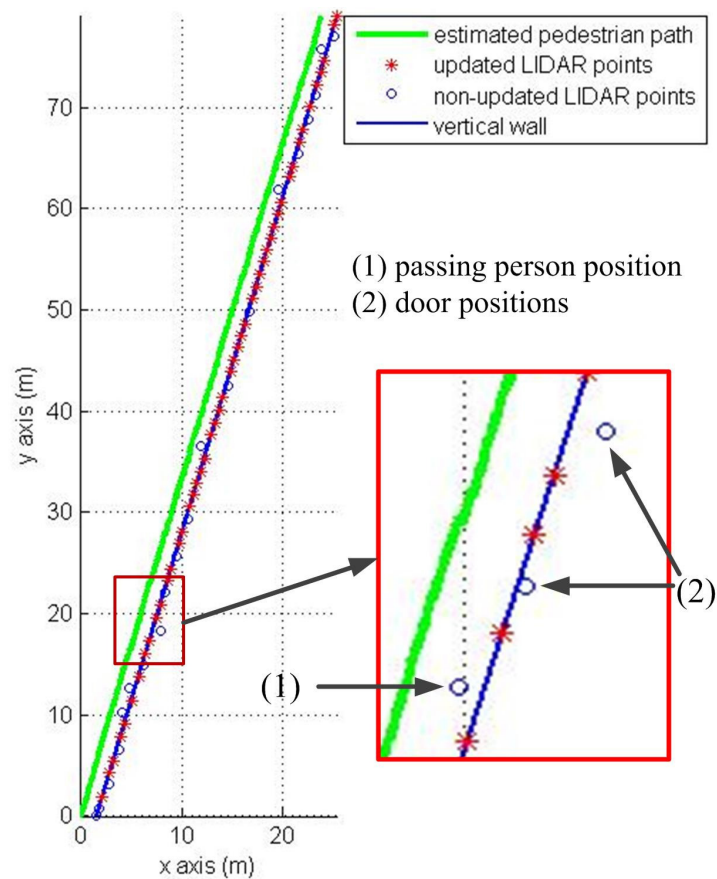 estimated pedestrian path
updated LIDAR points
non-updated LIDAR points
vertical wall
(1) passing person position
(2) door positions
70
60
50
40
30
20
10
0
y axis (m)
0
10
20
x axis (m)
(1)
(2)